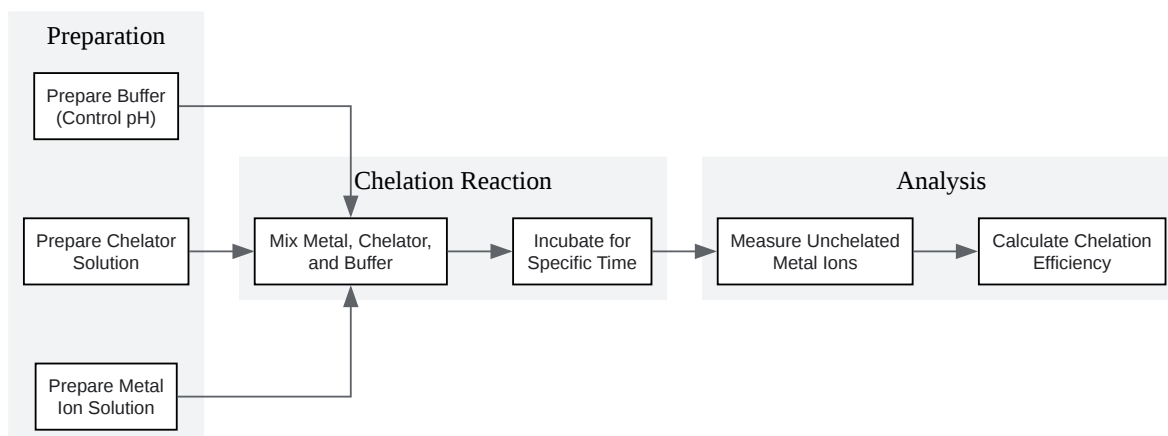 Preparation
Prepare Buffer
(Control pH)
Prepare Chelator
Solution
Prepare Metal
Ion Solution
Chelation Reaction
Mix Metal, Chelator,
and Buffer
Incubate for
Specific Time
Analysis
Measure Unchelated
Metal Ions
Calculate Chelation
Efficiency